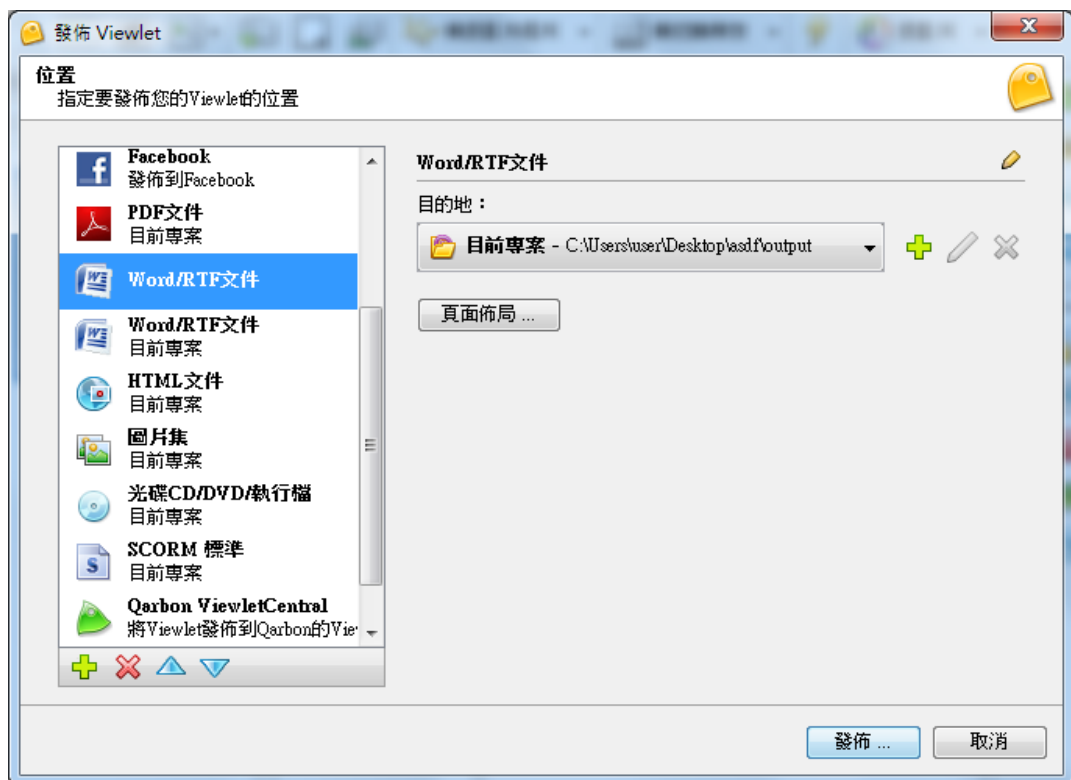 發佈 Viewlet
位置
指定要發佈您的Viewlet的位置
Facebook
發佈到Facebook
PDF文件
目前專案
Word/RTF文件
Word/RTF文件
目前專案
HTML文件
目前專案
圖片集
目前專案
光碟CD/DVD/執行檔
目前專案
SCORM 標準
目前專案
Qarbon ViewletCentral
將Viewlet發佈到Qarbon的Vie
Word/RTF文件
目的地：
目前專案 - C:\Users\user\Desktop\asdf\output
頁面佈局 ...
發佈 ...
取消